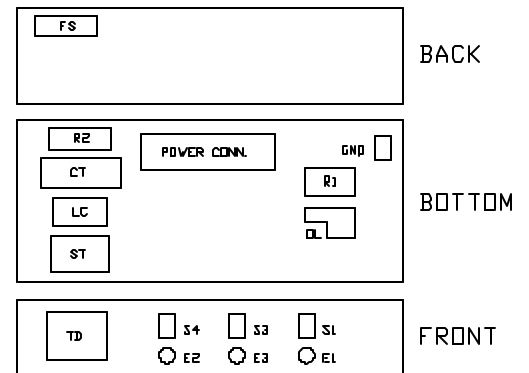 FS
BACK
R2
POWER CONN.
GND
CT
R1
LC
BOTTOM
OL
ST
TD
S4 S3 S1
FRONT
E2 E3 E1